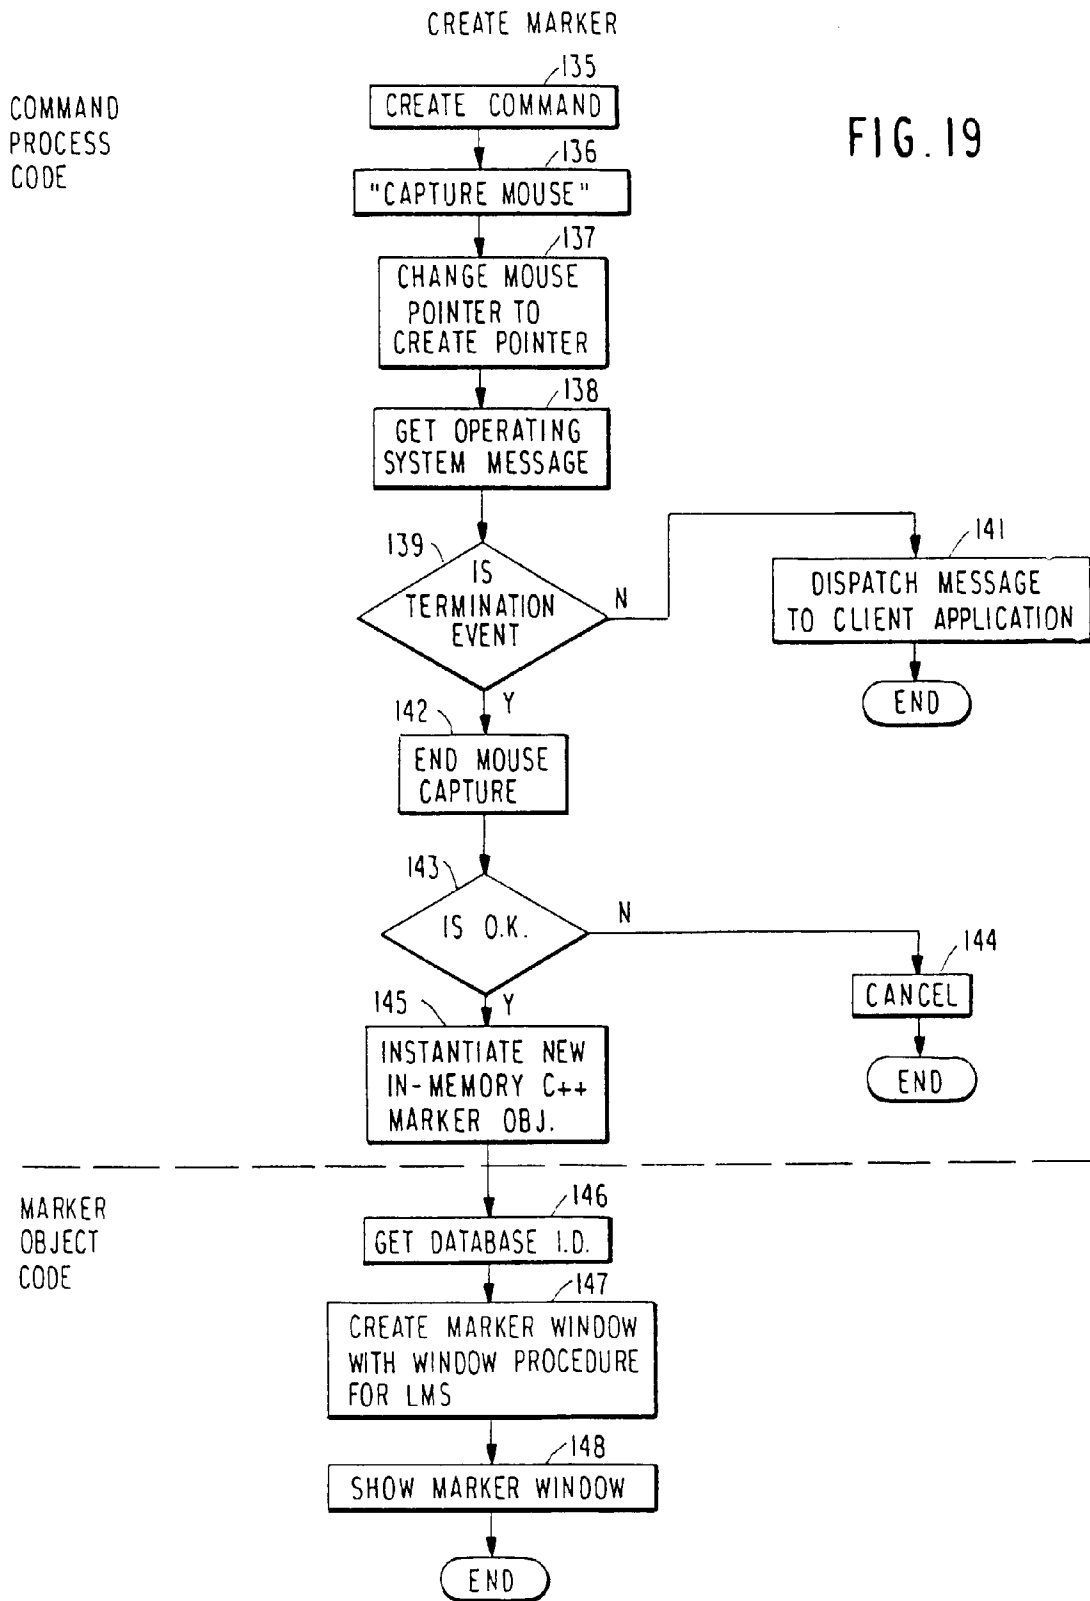 CREATE MARKER
COMMAND
PROCESS
CODE
FIG.19
135
CREATE COMMAND
136
"CAPTURE MOUSE"
137
CHANGE MOUSE
POINTER TO
CREATE POINTER
138
GET OPERATING
SYSTEM MESSAGE
139
IS
TERMINATION
EVENT
N
141
DISPATCH MESSAGE
TO CLIENT APPLICATION
END
Y
142
END MOUSE
CAPTURE
143
IS O.K.
N
144
CANCEL
END
Y
145
INSTANTIATE NEW
IN-MEMORY C++
MARKER OBJ.
MARKER
OBJECT
CODE
146
GET DATABASE I.D.
147
CREATE MARKER WINDOW
WITH WINDOW PROCEDURE
FOR LMS
148
SHOW MARKER WINDOW
END